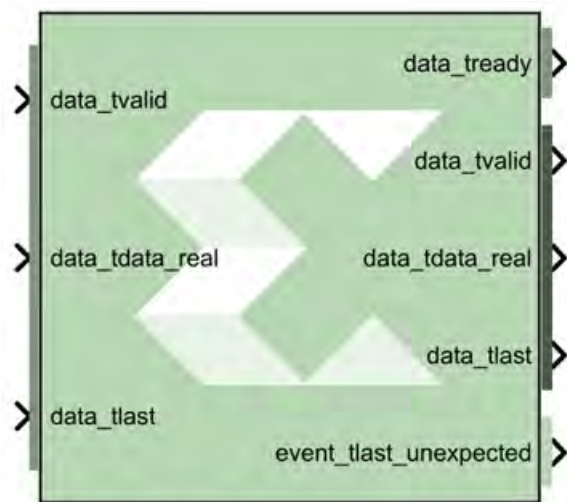 data_tvalid
data_tdata_real
data_tlast
data_tready
data_tvalid
data_tdata_real
data_tlast
event_tlast_unexpected